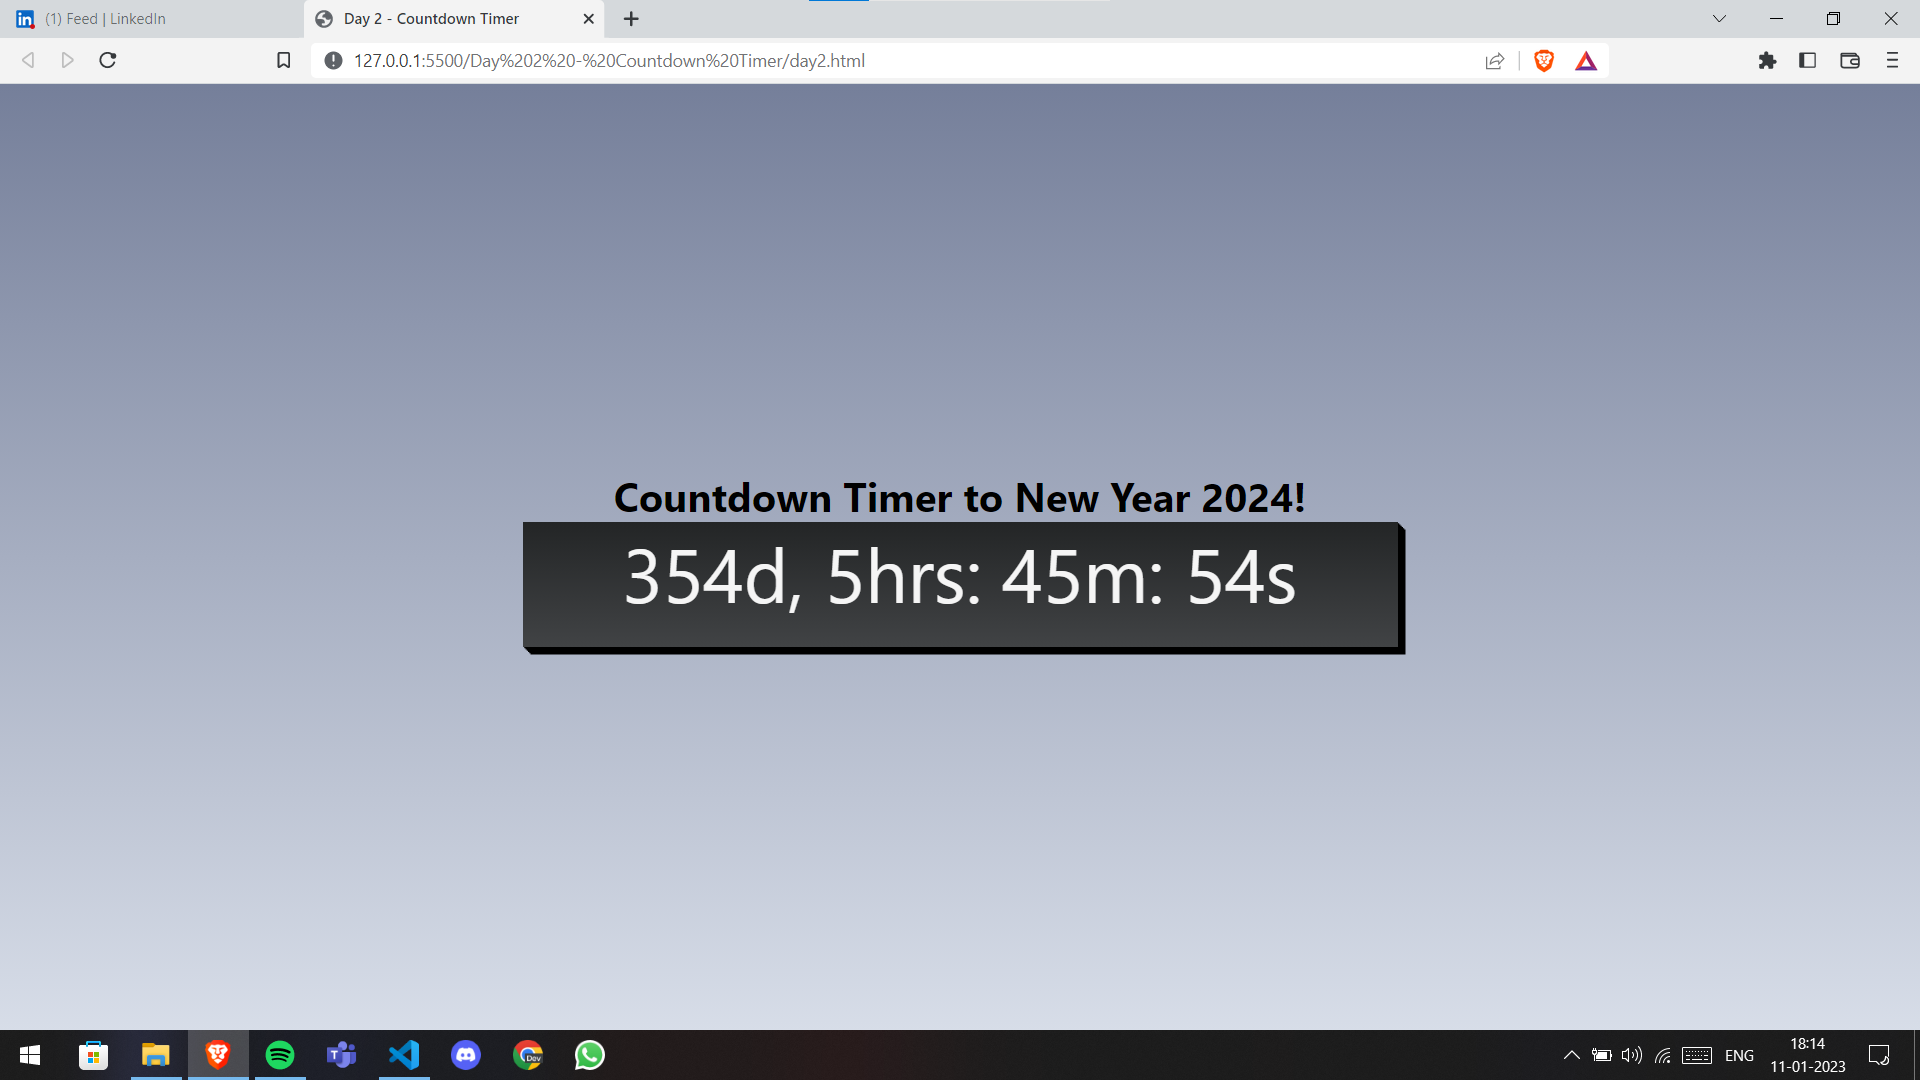 (1) Feed | LinkedIn
Day 2 - Countdown Timer
127.0.0.1:5500/Day%202%20-%20Countdown%20Timer/day2.html
Countdown Timer to New Year 2024!
354d, 5hrs: 45m: 54s
ENG
18:14
11-01-2023